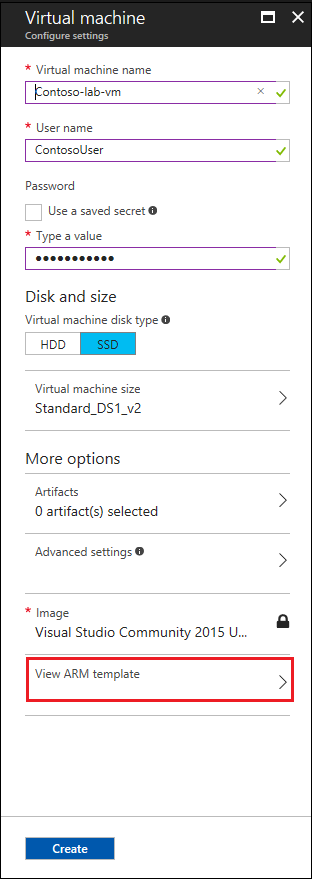 Virtual machine
Configure settings
* Virtual machine name
Contoso-lab-vm
* User name
ContosoUser
Password
Use a saved secret
* Type a value
•••••••••••
Disk and size
Virtual machine disk type
HDD SSD
Virtual machine size
Standard_DS1_v2
More options
Artifacts
0 artifact(s) selected
Advanced settings
* Image
Visual Studio Community 2015 U...
View ARM template
Create